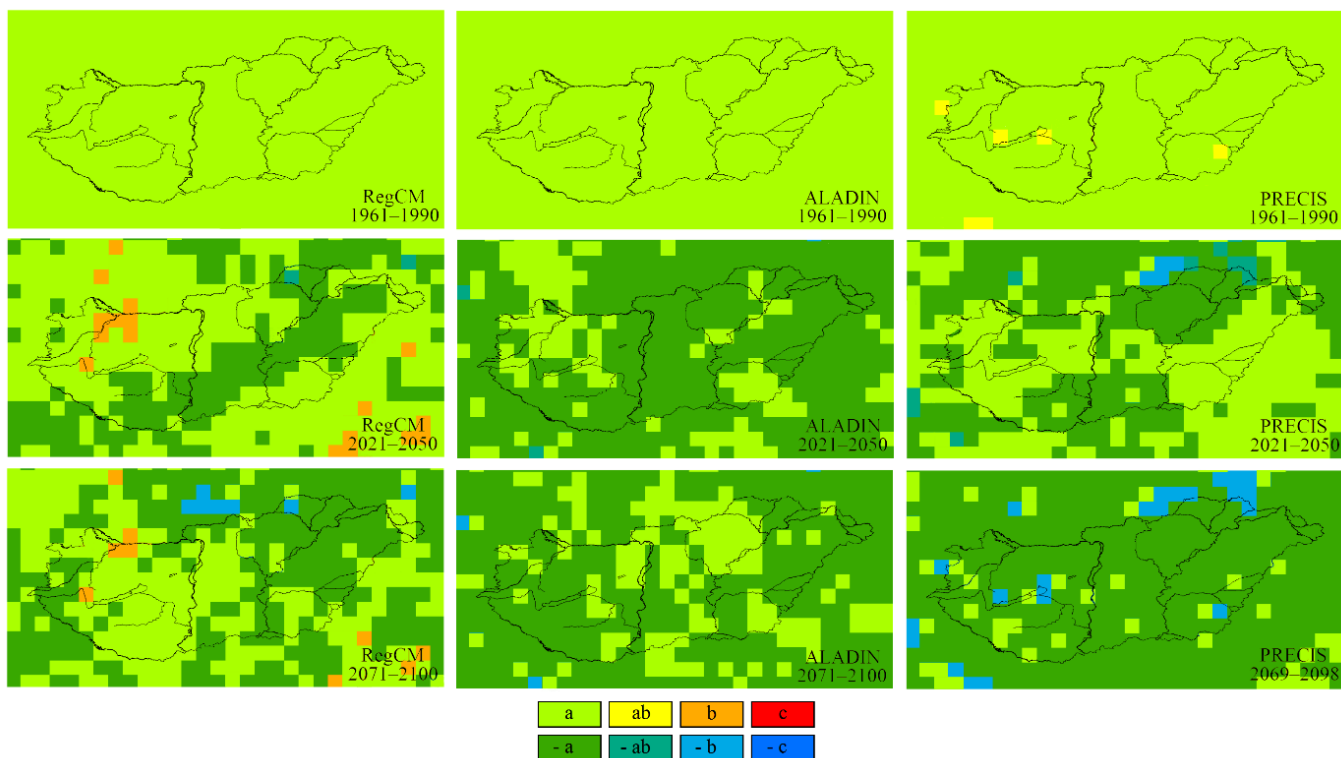 RegCM
1961–1990
ALADIN
1961–1990
PRECIS
1961–1990
RegCM
2021–2050
ALADIN
2021–2050
PRECIS
2021–2050
RegCM
2071–2100
ALADIN
2071–2100
PRECIS
2069–2098
a ab b c
- a - ab - b - c